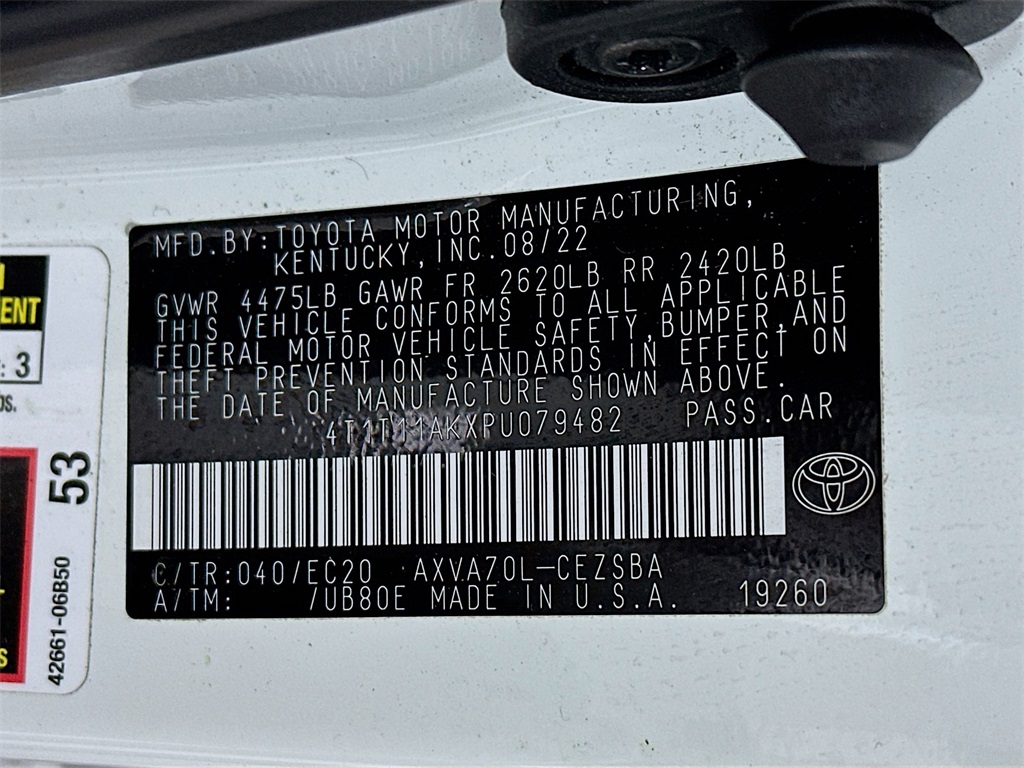 MFD.BY:TOYOTA MOTOR MANUFACTURING,
KENTUCKY,INC.08/22
GVWR 4475LB GAWR FR 2620LB RR 2420LB
THIS VEHICLE CONFORMS TO ALL APPLICABLE
FEDERAL MOTOR VEHICLE SAFETY,BUMPER,AND
THEFT PREVENTION STANDARDS IN EFFECT ON
THE DATE OF MANUFACTURE SHOWN ABOVE.
4T1T11AKXPU079482 PASS.CAR
C/TR:040/EC20 AXVA70L-CEZSBA
A/TM: /UB80E MADE IN U.S.A. 19260
ENT
: 3
53
42661-06B50